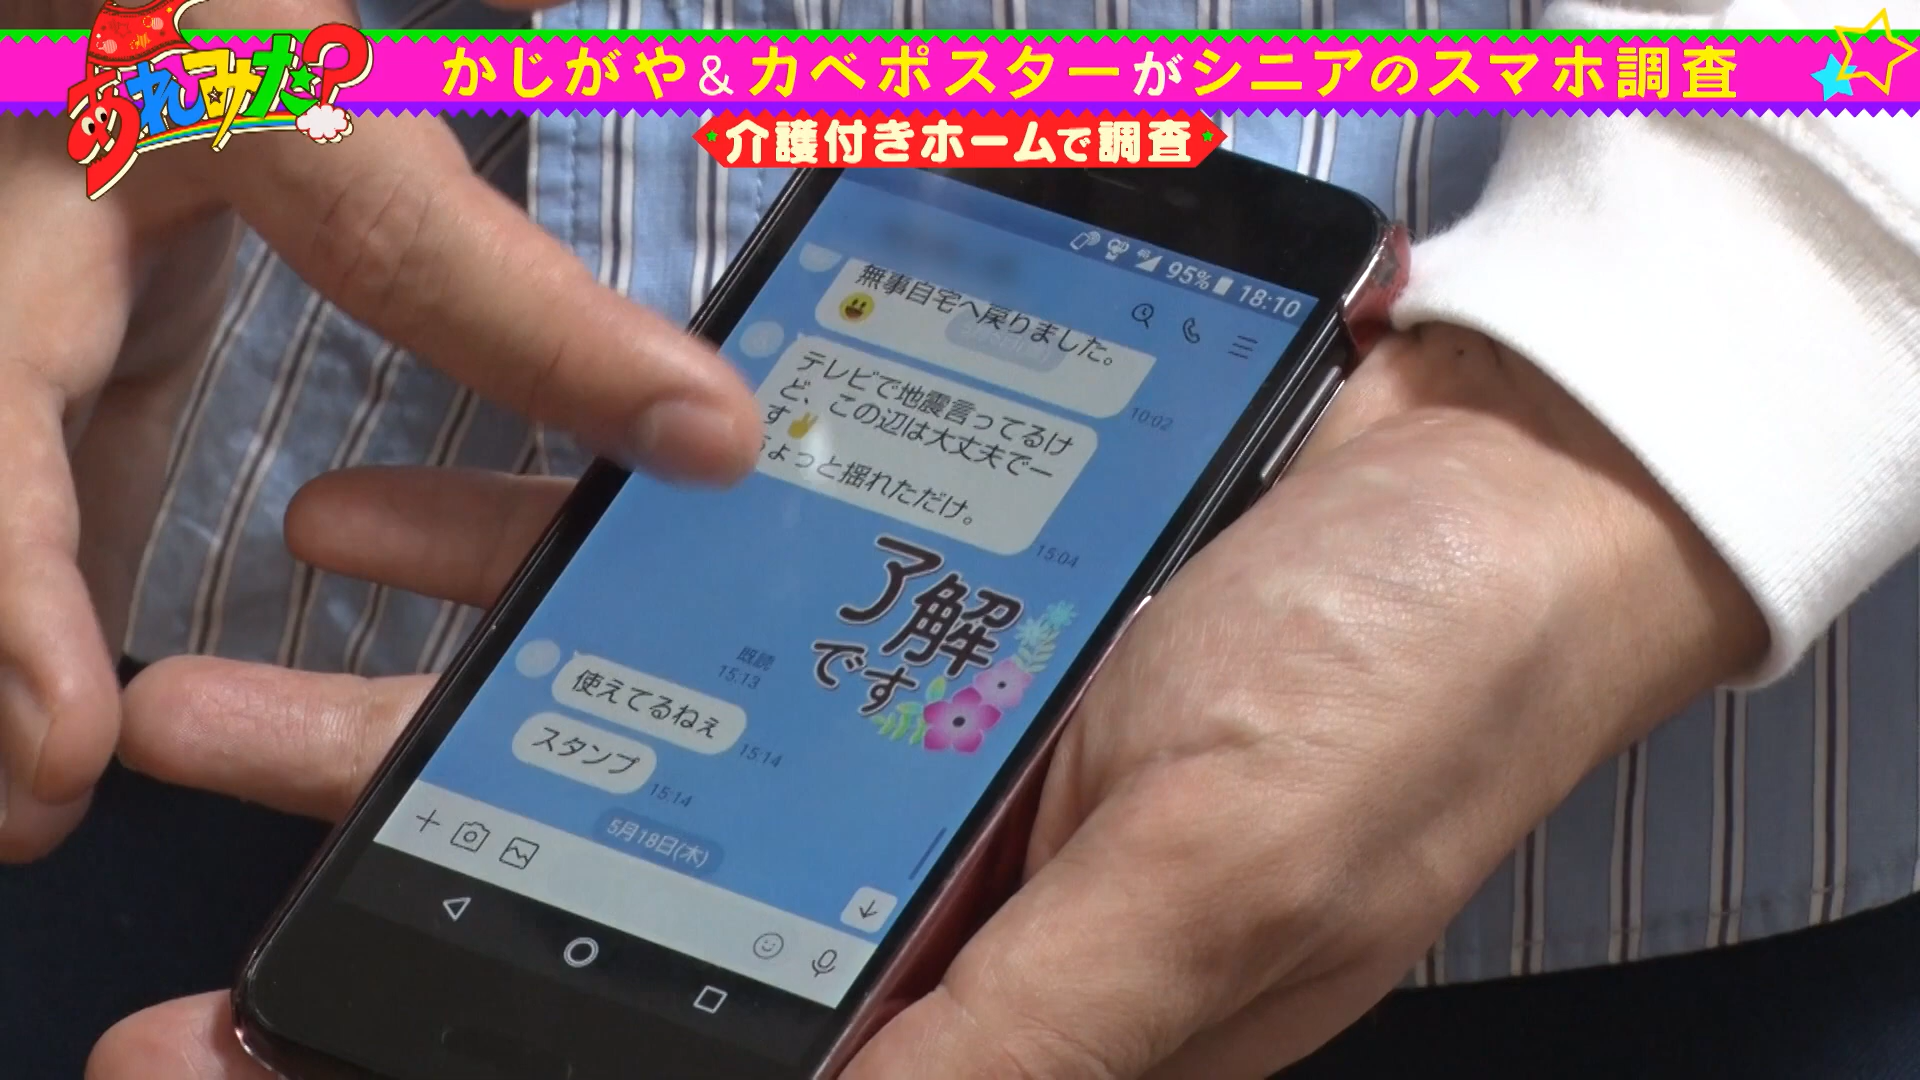 あれみた?
かじがや&カベポスターがシニアのスマホ調査
介護付きホームで調査
95% 18:10
無事自宅へ戻りました。
10:02
テレビで地震言ってるけ
ど、この辺は大丈夫でー
す
ちょっと揺れただけ。
15:04
了解
です
既読
15:13
使えてるねぇ
15:14
スタンプ
15:14
5月18日(木)